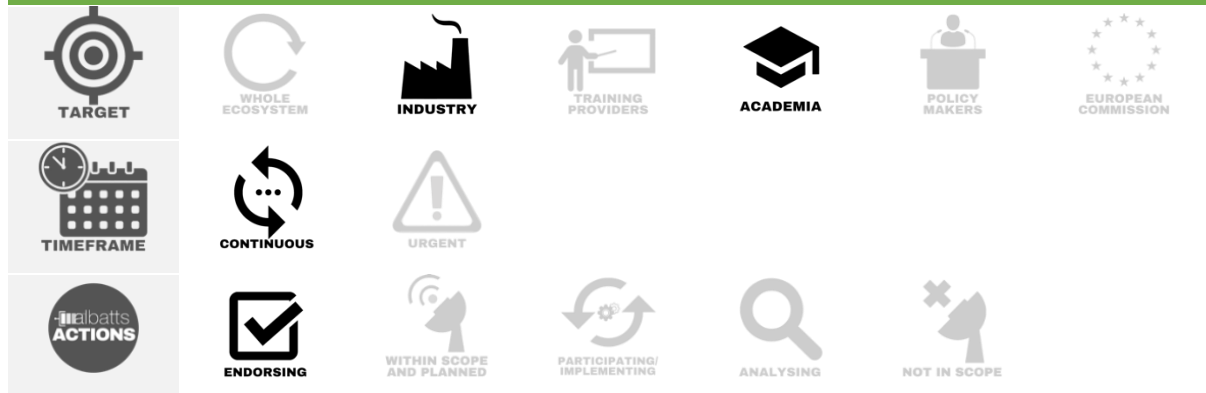 TARGET
WHOLE
ECOSYSTEM
INDUSTRY
TRAINING
PROVIDERS
ACADEMIA
POLICY
MAKERS
EUROPEAN
COMMISSION
TIMEFRAME
CONTINUOUS
URGENT
albatts
ACTIONS
ENDORSING
WITHIN SCOPE
AND PLANNED
PARTICIPATING/
IMPLEMENTING
ANALYSING
NOT IN SCOPE